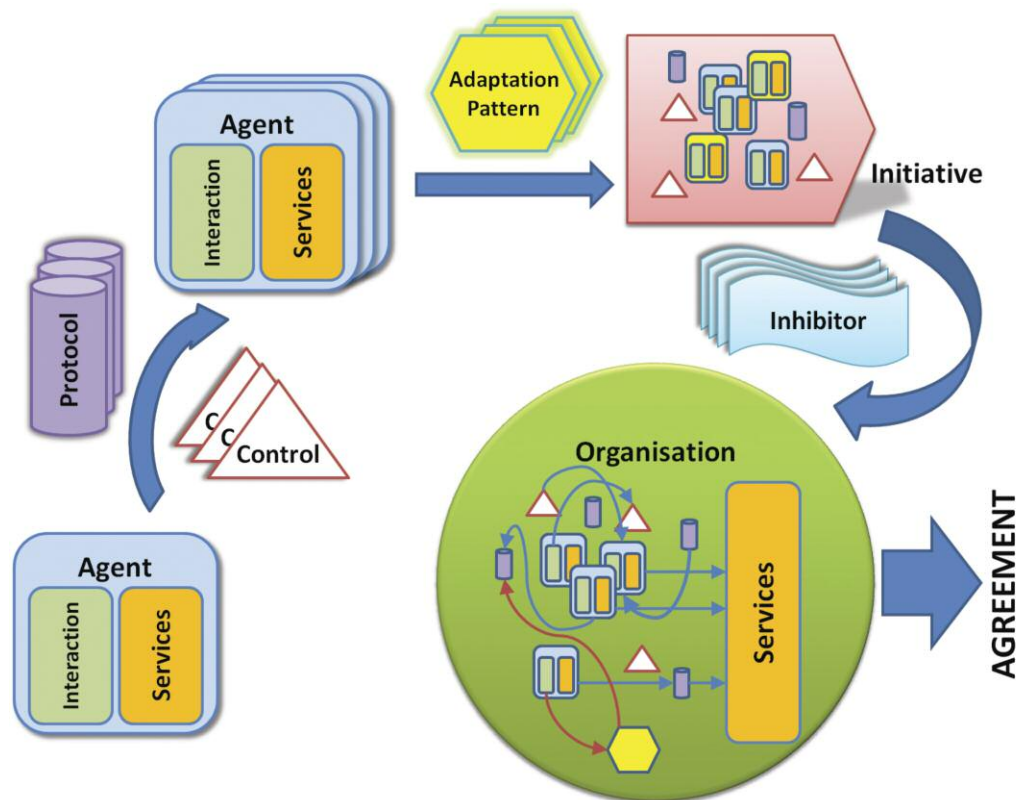 Adaptation
Pattern
Agent
Interaction
Services
Initiative
Protocol
Inhibitor
C
C
Control
Organisation
Services
Agent
Interaction
Services
AGREEMENT